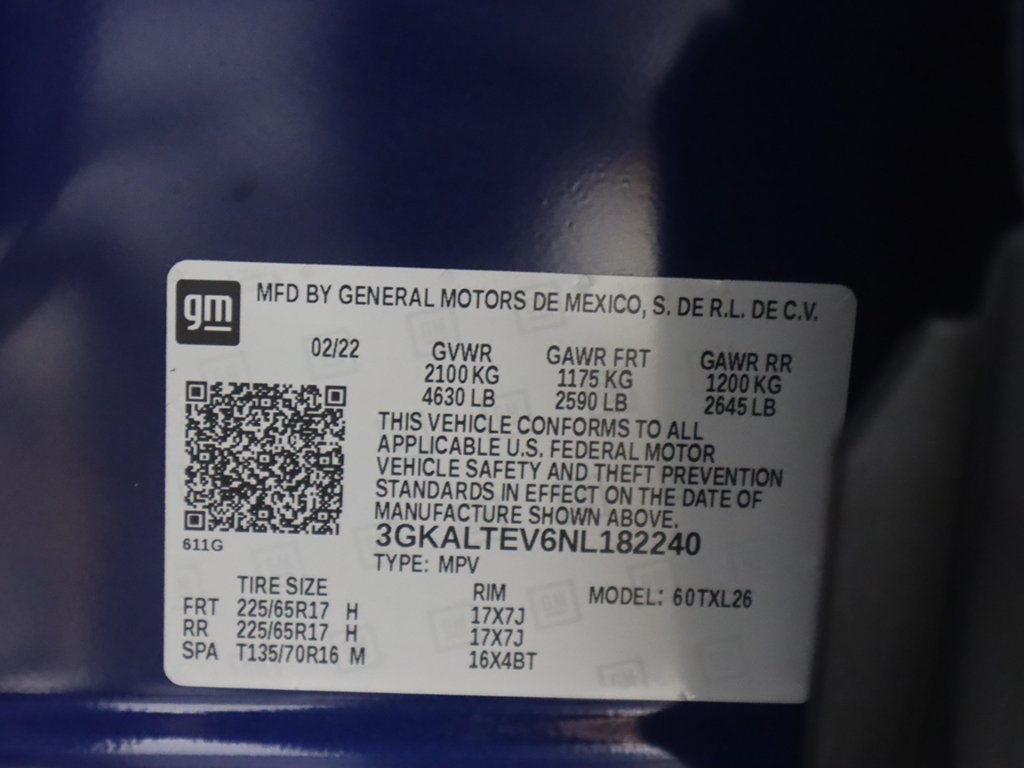 gm MFD BY GENERAL MOTORS DE MEXICO, S. DE R.L. DE C.V.
02/22 GVWR GAWR FRT GAWR RR
2100 KG 1175 KG 1200 KG
4630 LB 2590 LB 2645 LB
THIS VEHICLE CONFORMS TO ALL
APPLICABLE U.S. FEDERAL MOTOR
VEHICLE SAFETY AND THEFT PREVENTION
STANDARDS IN EFFECT ON THE DATE OF
MANUFACTURE SHOWN ABOVE.
3GKALTEV6NL182240
611G
TYPE: MPV
TIRE SIZE RIM MODEL: 60TXL26
FRT 225/65R17 H 17X7J
RR 225/65R17 H 17X7J
SPA T135/70R16 M 16X4BT